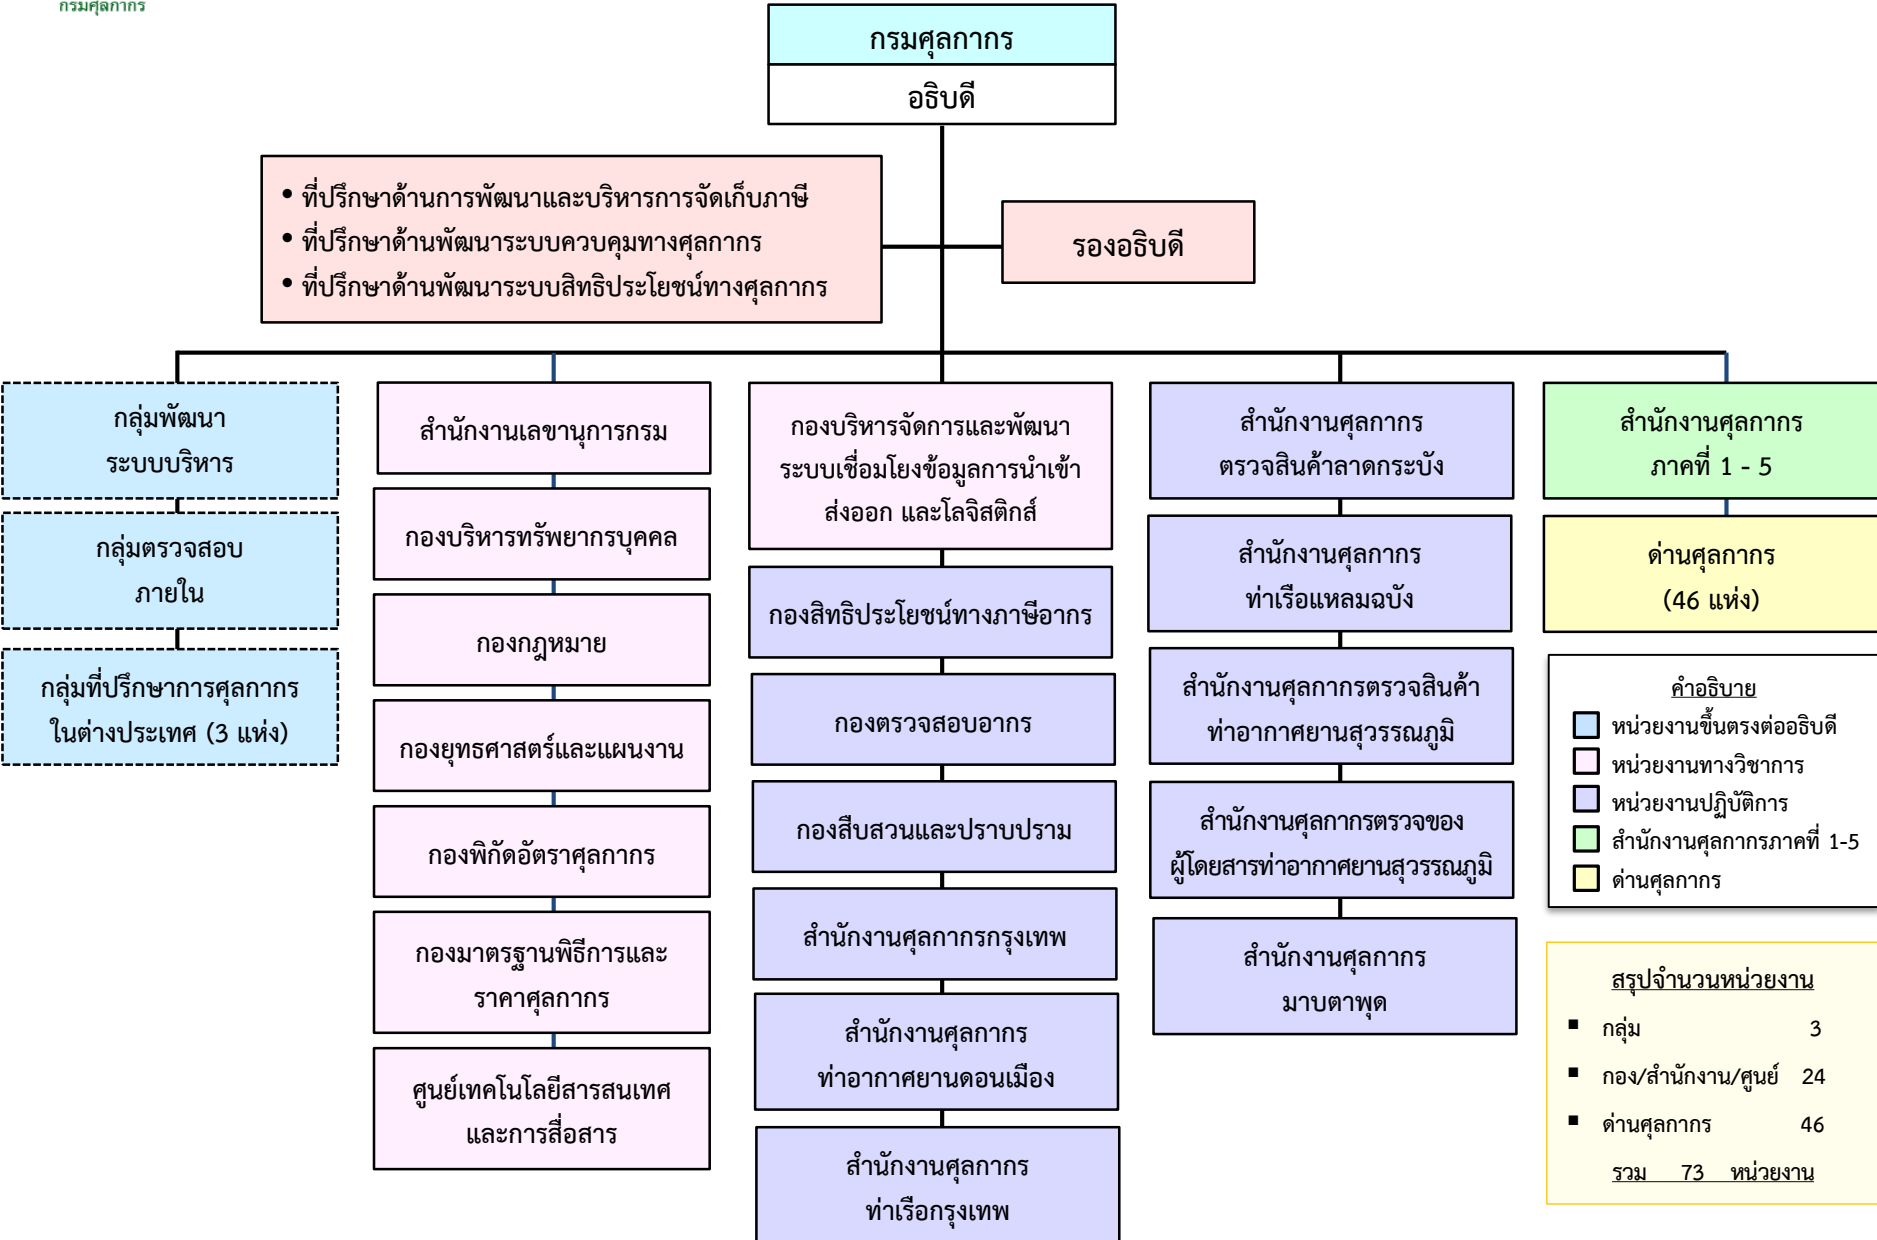 กรมศุลกากร
กรมศุลกากร
อธิบดี
• ที่ปรึกษาด้านการพัฒนาและบริหารการจัดเก็บภาษี
• ที่ปรึกษาด้านพัฒนาระบบควบคุมทางศุลกากร
• ที่ปรึกษาด้านพัฒนาระบบสิทธิประโยชน์ทางศุลกากร
รองอธิบดี
กลุ่มพัฒนา
ระบบบริหาร
กลุ่มตรวจสอบ
ภายใน
กลุ่มที่ปรึกษาการศุลกากร
ในต่างประเทศ (3 แห่ง)
สำนักงานเลขานุการกรม
กองบริหารทรัพยากรบุคคล
กองกฎหมาย
กองยุทธศาสตร์และแผนงาน
กองพิกัดอัตราศุลกากร
กองมาตรฐานพิธีการและ
ราคาศุลกากร
ศูนย์เทคโนโลยีสารสนเทศ
และการสื่อสาร
กองบริหารจัดการและพัฒนา
ระบบเชื่อมโยงข้อมูลการนำเข้า
ส่งออก และโลจิสติกส์
กองสิทธิประโยชน์ทางภาษีอากร
กองตรวจสอบอากร
กองสืบสวนและปราบปราม
สำนักงานศุลกากรกรุงเทพ
สำนักงานศุลกากร
ท่าอากาศยานดอนเมือง
สำนักงานศุลกากร
ท่าเรือกรุงเทพ
สำนักงานศุลกากร
ตรวจสินค้าลาดกระบัง
สำนักงานศุลกากร
ท่าเรือแหลมฉบัง
สำนักงานศุลกากรตรวจสินค้า
ท่าอากาศยานสุวรรณภูมิ
สำนักงานศุลกากรตรวจของ
ผู้โดยสารท่าอากาศยานสุวรรณภูมิ
สำนักงานศุลกากร
มาบตาพุด
สำนักงานศุลกากร
ภาคที่ 1 - 5
ด่านศุลกากร
(46 แห่ง)
คำอธิบาย
หน่วยงานขึ้นตรงต่ออธิบดี
หน่วยงานทางวิชาการ
หน่วยงานปฏิบัติการ
สำนักงานศุลกากรภาคที่ 1-5
ด่านศุลกากร
สรุปจำนวนหน่วยงาน
▪ กลุ่ม 3
▪ กอง/สำนักงาน/ศูนย์ 24
▪ ด่านศุลกากร 46
รวม 73 หน่วยงาน